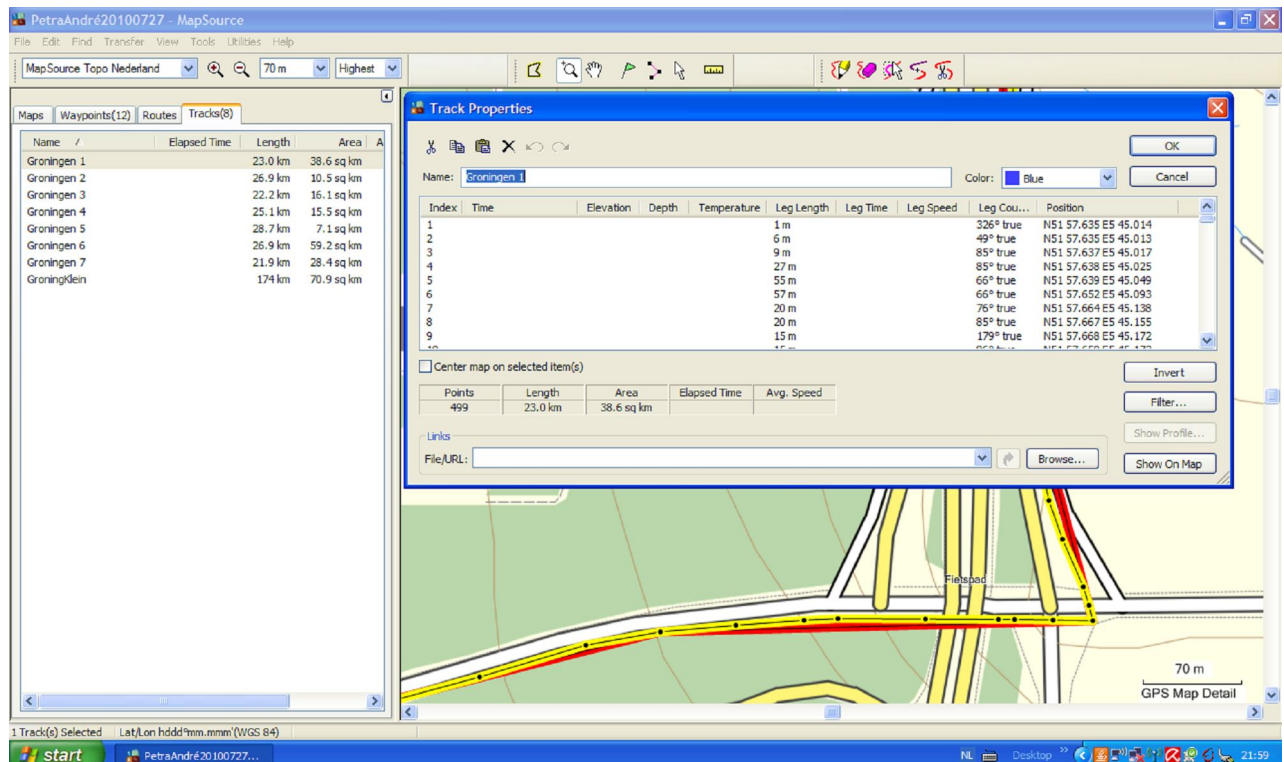 PetraAndré20100727 - MapSource
File Edit Find Transfer View Tools Utilities Help
MapSource Topo Nederland 70 m Highest
Maps Waypoints(12) Routes Tracks(8)
Name / Elapsed Time Length Area A
Groningen 1 23.0 km 38.6 sq km
Groningen 2 26.9 km 10.5 sq km
Groningen 3 22.2 km 16.1 sq km
Groningen 4 25.1 km 15.5 sq km
Groningen 5 28.7 km 7.1 sq km
Groningen 6 26.9 km 59.2 sq km
Groningen 7 21.9 km 28.4 sq km
GroningKlein 174 km 70.9 sq km
Track Properties
OK
Name: Groningen 1 Color: Blue Cancel
Index Time Elevation Depth Temperature Leg Length Leg Time Leg Speed Leg Cou... Position
1 1 m 326° true N51 57.635 E5 45.014
2 6 m 49° true N51 57.635 E5 45.013
3 9 m 85° true N51 57.637 E5 45.017
4 27 m 85° true N51 57.638 E5 45.025
5 55 m 66° true N51 57.639 E5 45.049
6 57 m 66° true N51 57.652 E5 45.093
7 20 m 76° true N51 57.664 E5 45.138
8 20 m 85° true N51 57.667 E5 45.155
9 15 m 179° true N51 57.668 E5 45.172
Center map on selected item(s)
Invert
Points Length Area Elapsed Time Avg. Speed
499 23.0 km 38.6 sq km
Filter...
Show Profile...
Links
File/URL: Browse...
Show On Map
Fietspad
70 m
GPS Map Detail
1 Track(s) Selected Lat/Lon hddd°mm.mmm'(WGS 84)
start PetraAndré20100727... NL Desktop 21:59